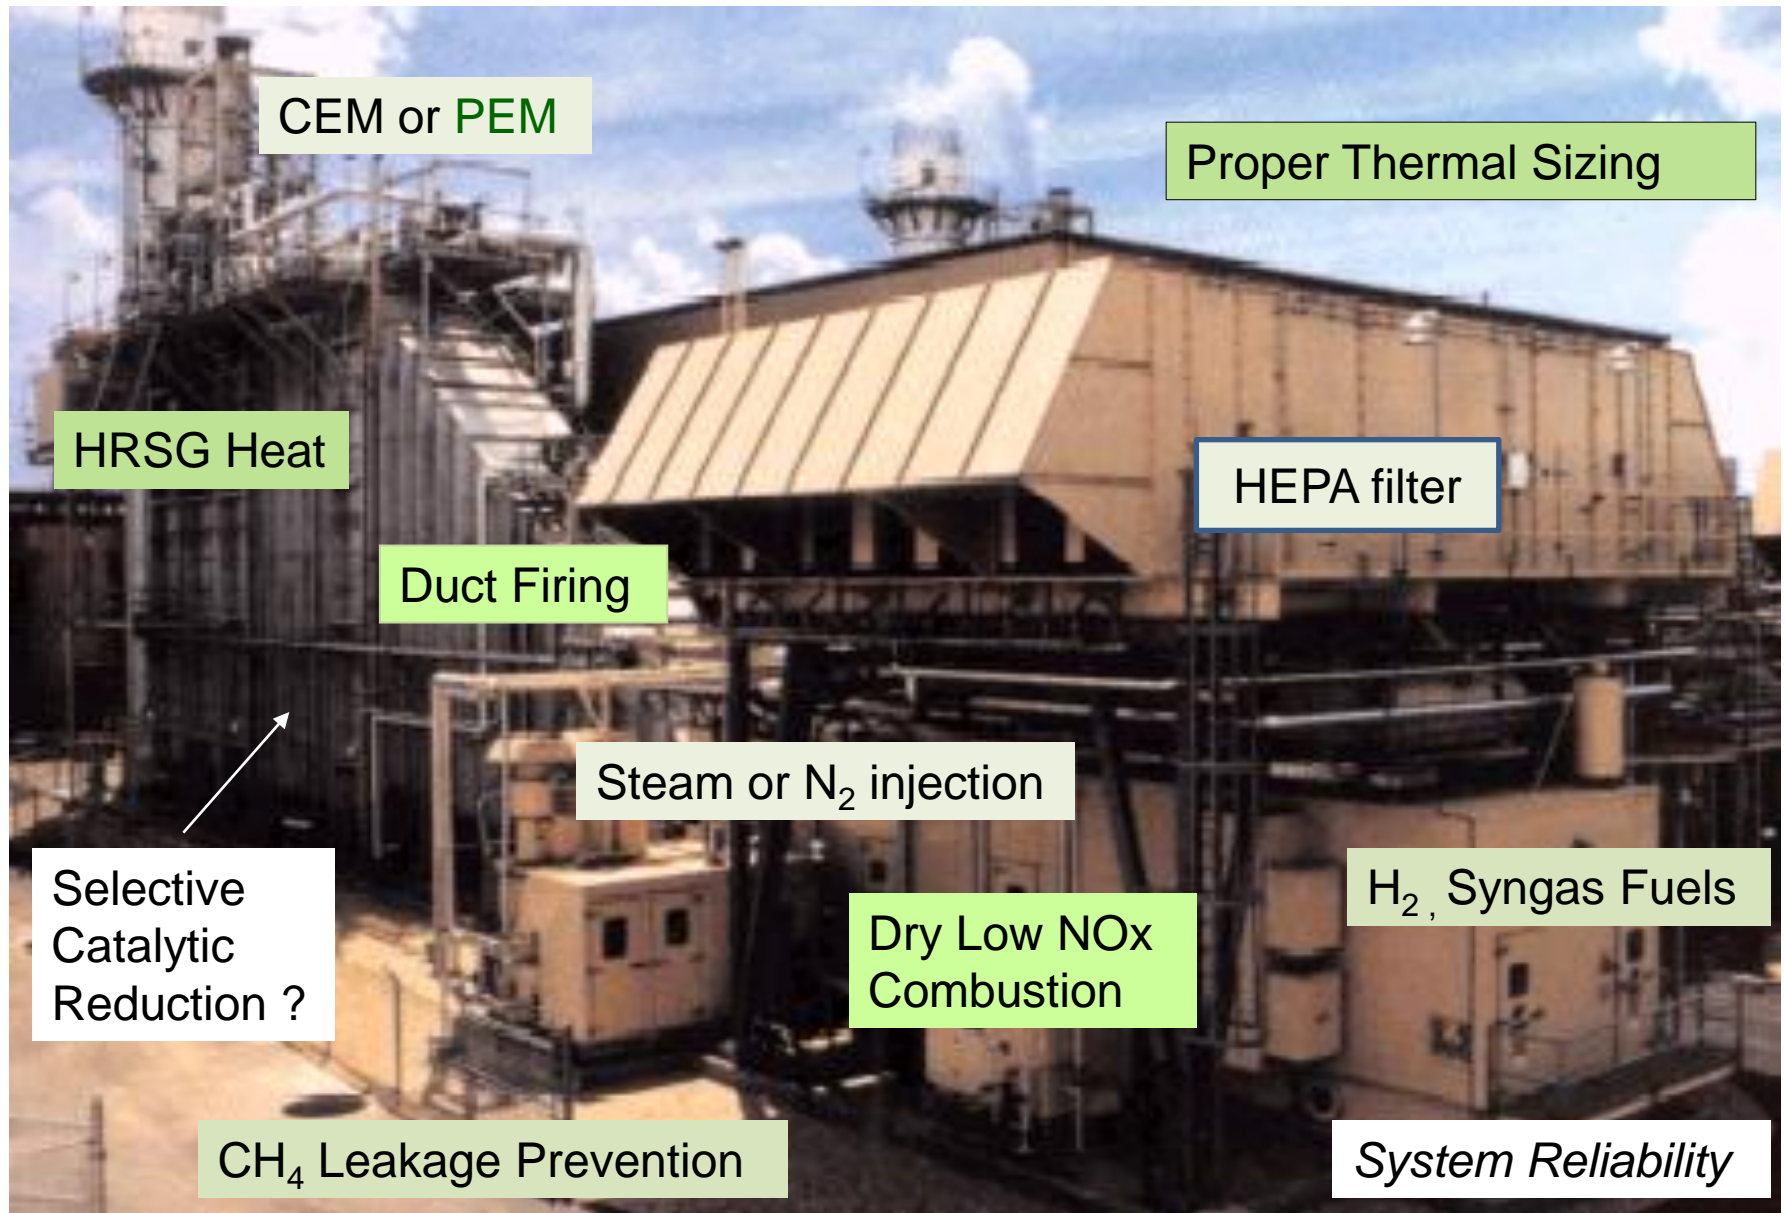 CEM or PEM
Proper Thermal Sizing
HRSG Heat
HEPA filter
Duct Firing
Steam or N₂ injection
Selective
Catalytic
Reduction ?
Dry Low NOx
Combustion
H₂ , Syngas Fuels
CH₄ Leakage Prevention
System Reliability